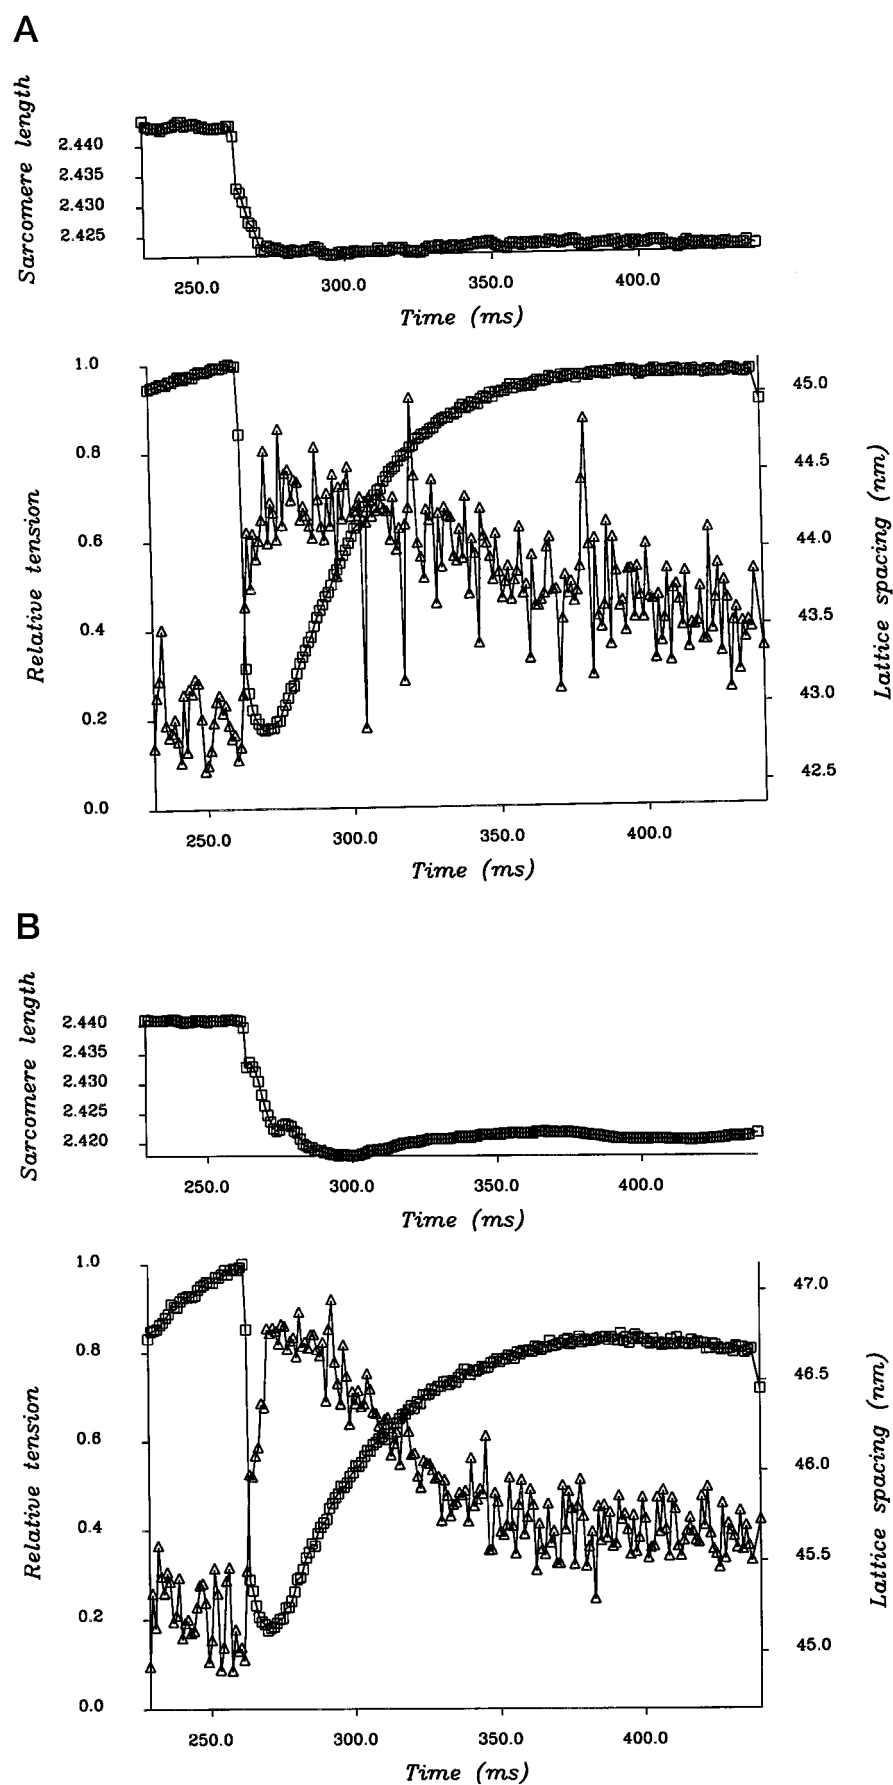 A
Sarcomere length
2.440
2.435
2.430
2.425
250.0 300.0 350.0 400.0
Time (ms)
Relative tension
1.0
0.8
0.6
0.4
0.2
0.0
45.0
44.5
44.0
43.5
43.0
42.5
Lattice spacing (nm)
250.0 300.0 350.0 400.0
Time (ms)
B
Sarcomere length
2.440
2.435
2.430
2.425
2.420
250.0 300.0 350.0 400.0
Time (ms)
Relative tension
1.0
0.8
0.6
0.4
0.2
0.0
47.0
46.5
46.0
45.5
45.0
Lattice spacing (nm)
250.0 300.0 350.0 400.0
Time (ms)